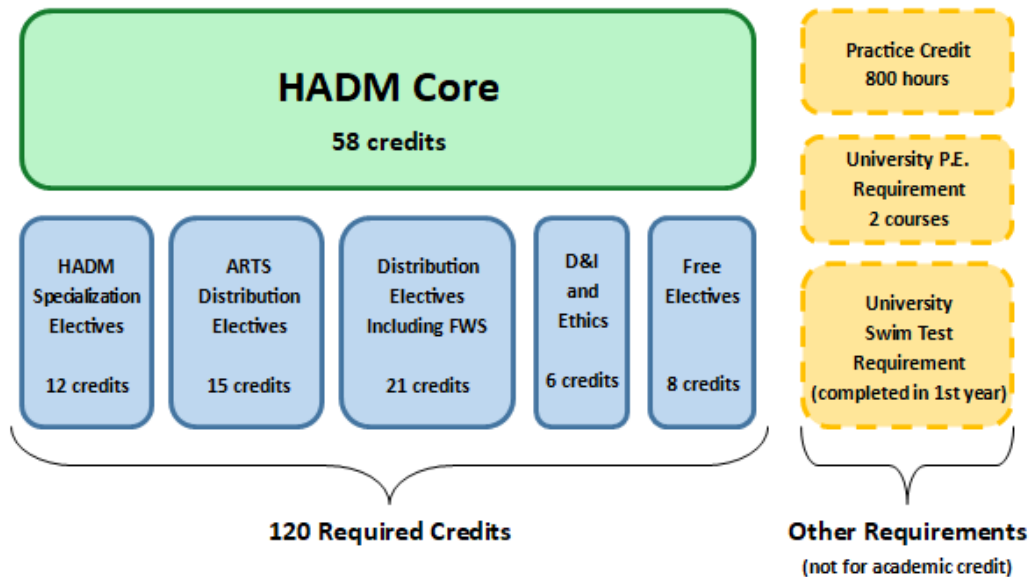 HADM Core
58 credits
HADM
Specialization
Electives
12 credits
ARTS
Distribution
Electives
15 credits
Distribution
Electives
Including FWS
21 credits
D&I
and
Ethics
6 credits
Free
Electives
8 credits
120 Required Credits
Practice Credit
800 hours
University P.E.
Requirement
2 courses
University
Swim Test
Requirement
(completed in 1st year)
Other Requirements
(not for academic credit)